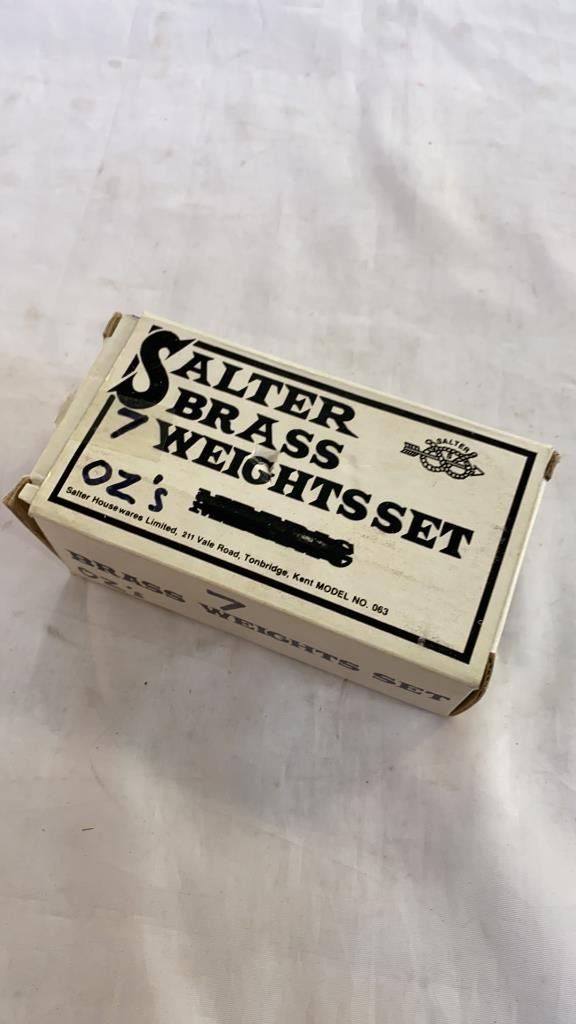 SALTER
BRASS
7 WEIGHTS SET
OZ's
SALTER
Salter Housewares Limited, 211 Vale Road, Tonbridge, Kent MODEL NO. 063
7
BRASS WEIGHTS SET
OZ's